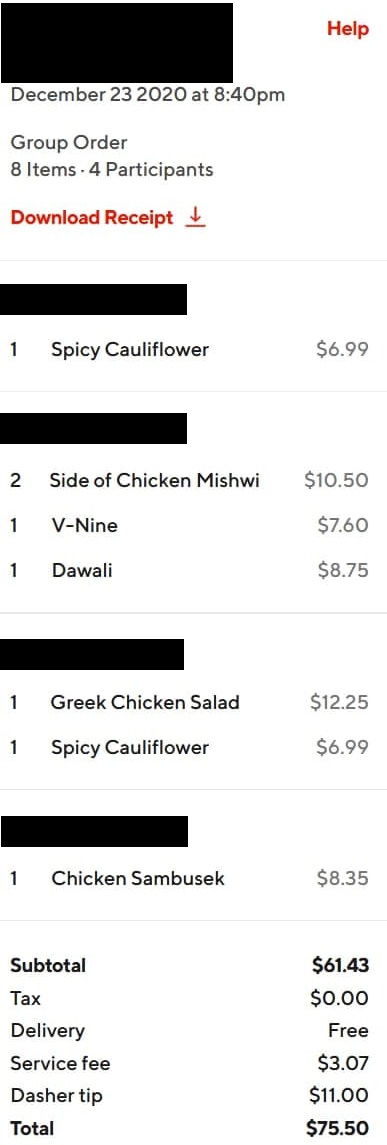 Help
December 23 2020 at 8:40pm
Group Order
8 Items · 4 Participants
Download Receipt
1 Spicy Cauliflower $6.99
2 Side of Chicken Mishwi $10.50
1 V-Nine $7.60
1 Dawali $8.75
1 Greek Chicken Salad $12.25
1 Spicy Cauliflower $6.99
1 Chicken Sambusek $8.35
Subtotal $61.43
Tax $0.00
Delivery Free
Service fee $3.07
Dasher tip $11.00
Total $75.50